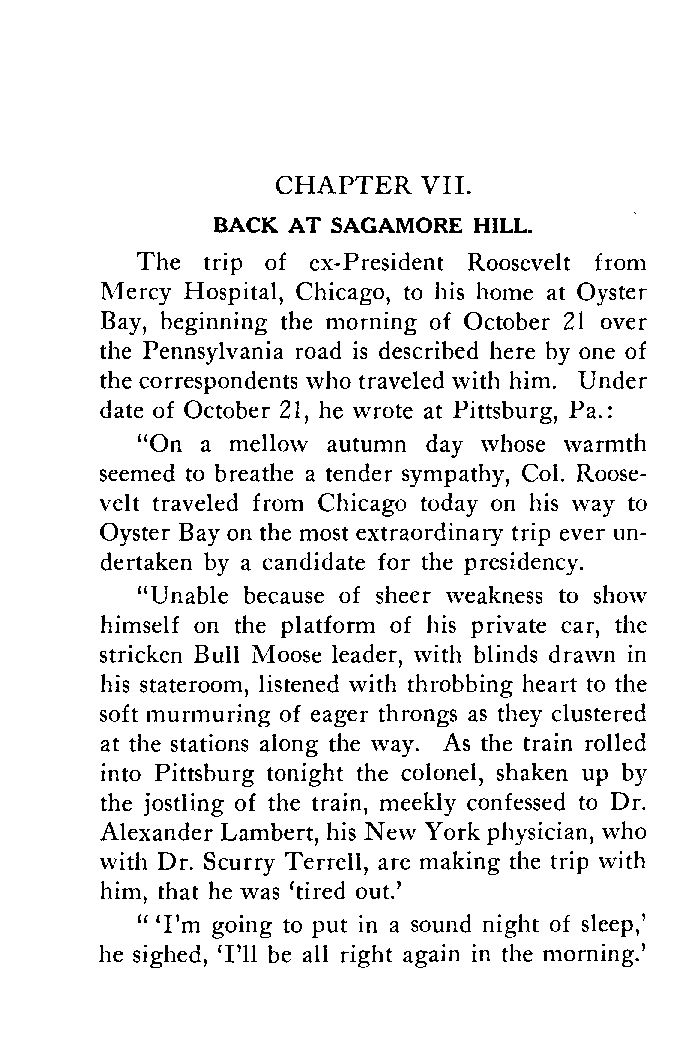 CHAPTER VII.
BACK AT SAGAMORE HILL.
The trip of ex-President Roosevelt from
Mercy Hospital, Chicago, to his home at Oyster
Bay, beginning the morning of October 21 over
the Pennsylvania road is described here by one of
the correspondents who traveled with him. Under
date of October 21, he wrote at Pittsburg, Pa.:
“On a mellow autumn day whose warmth
seemed to breathe a tender sympathy, Col. Roose-
velt traveled from Chicago today on his way to
Oyster Bay on the most extraordinary trip ever un-
dertaken by a candidate for the presidency.
“Unable because of sheer weakness to show
himself on the platform of his private car, the
stricken Bull Moose leader, with blinds drawn in
his stateroom, listened with throbbing heart to the
soft murmuring of eager throngs as they clustered
at the stations along the way. As the train rolled
into Pittsburg tonight the colonel, shaken up by
the jostling of the train, meekly confessed to Dr.
Alexander Lambert, his New York physician, who
with Dr. Scurry Terrell, are making the trip with
him, that he was ‘tired out.’
“ ‘I'm going to put in a sound night of sleep,’
he sighed, ‘I’ll be all right again in the morning.’